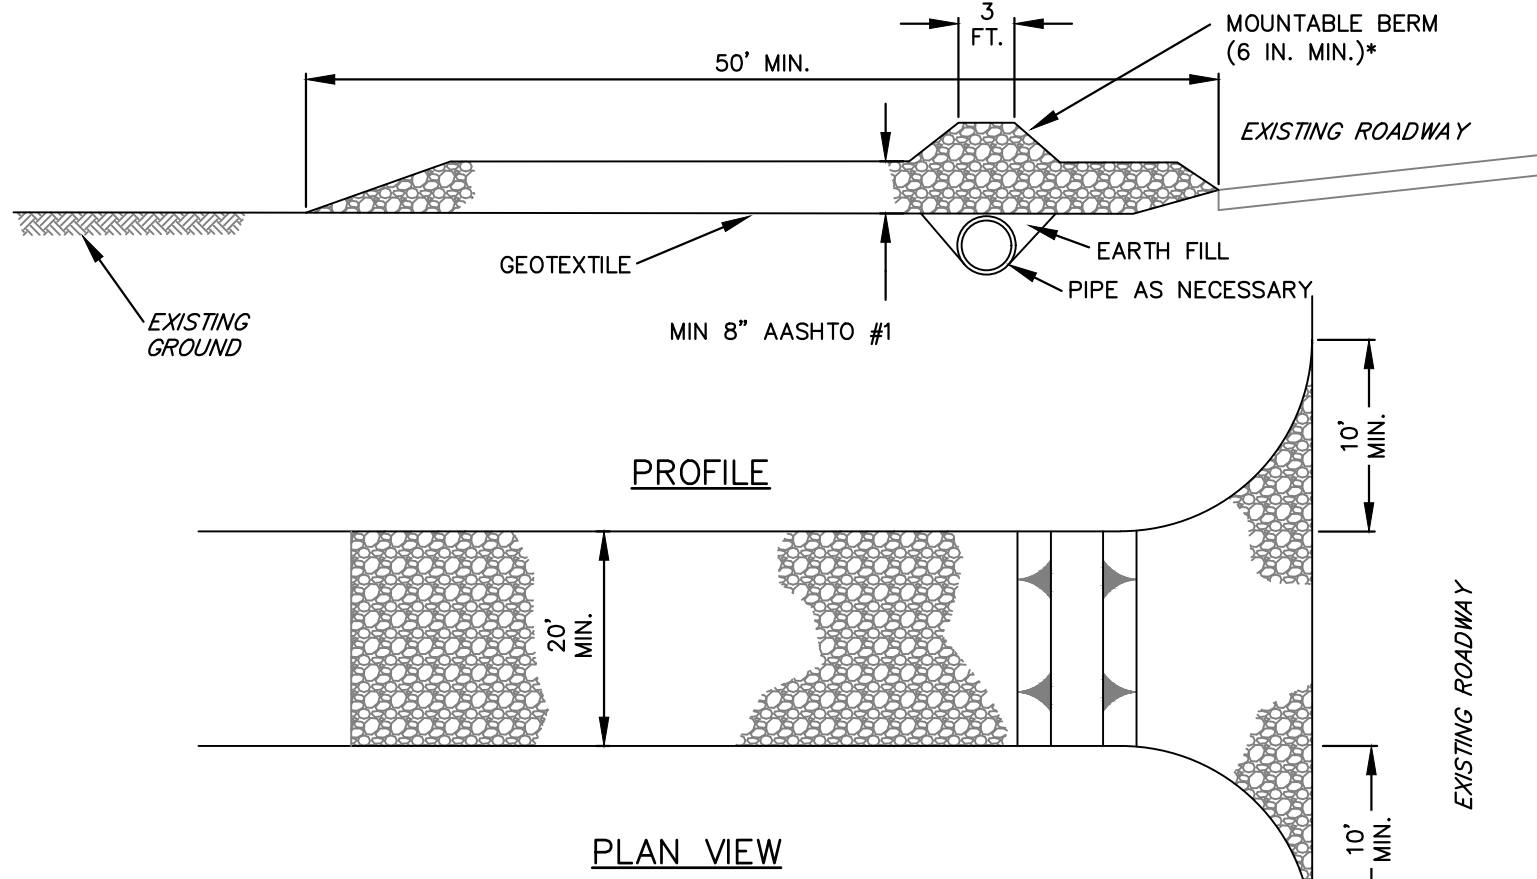 3
FT.
MOUNTABLE BERM
(6 IN. MIN.)*
50' MIN.
EXISTING ROADWAY
GEOTEXTILE
EARTH FILL
PIPE AS NECESSARY
EXISTING
GROUND
MIN 8" AASHTO #1
10'
MIN.
PROFILE
20'
MIN.
EXISTING ROADWAY
10'
MIN.
PLAN VIEW